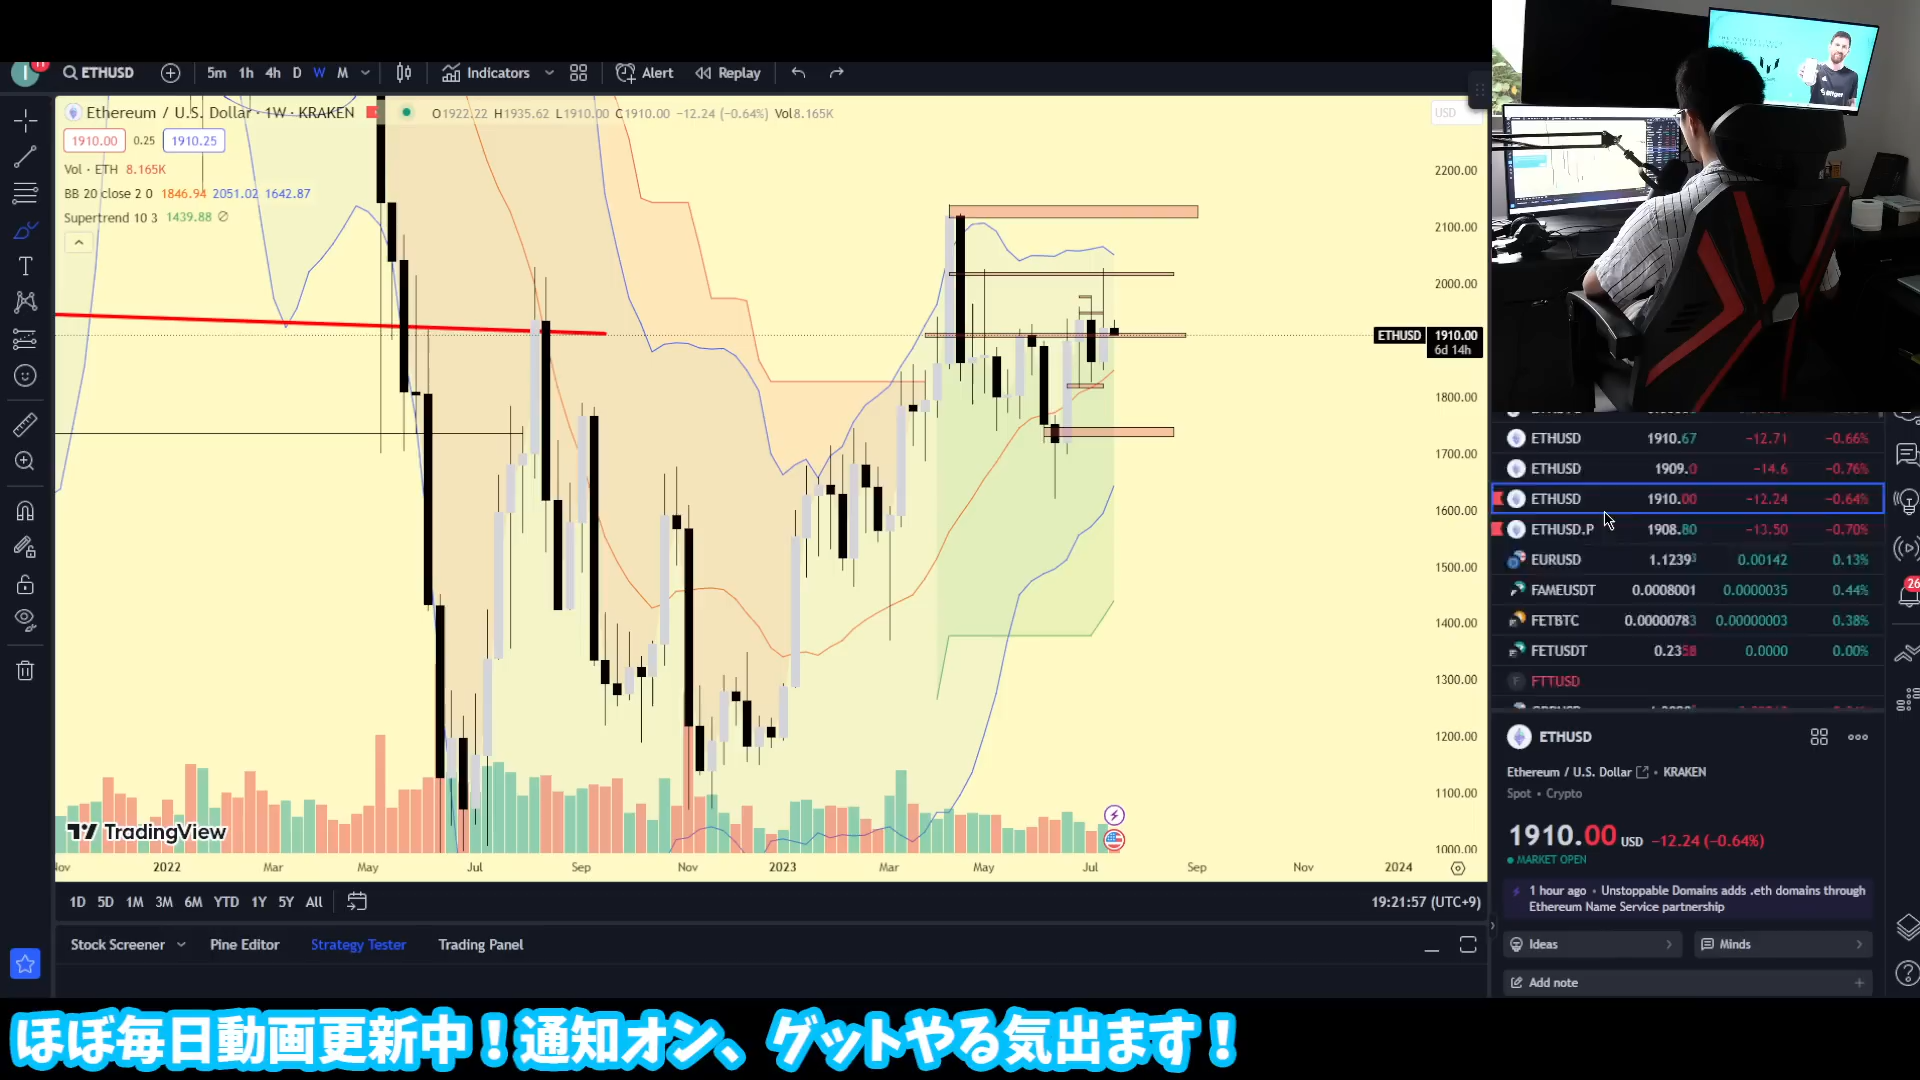 ETHUSD 5m 1h 4h D W M Indicators Alert Replay
Ethereum / U.S. Dollar · 1W · KRAKEN O1922.22 H1935.62 L1910.00 C1910.00 −12.24 (−0.64%) Vol8.165K
USD
1910.00 0.25 1910.25
Vol · ETH 8.165K
BB 20 close 2 0 1846.94 2051.02 1642.87
Supertrend 10 3 1439.88
2200.00
2100.00
2000.00
ETHUSD 1910.00
6d 14h
1800.00
1700.00
1600.00
1500.00
1400.00
1300.00
1200.00
1100.00
1000.00
TradingView
Nov 2022 Mar May Jul Sep Nov 2023 Mar May Jul Sep Nov 2024
1D 5D 1M 3M 6M YTD 1Y 5Y All 19:21:57 (UTC+9)
Stock Screener Pine Editor Strategy Tester Trading Panel
ETHUSD 1910.67 −12.71 −0.66%
ETHUSD 1909.0 −14.6 −0.76%
ETHUSD 1910.00 −12.24 −0.64%
ETHUSD.P 1908.80 −13.50 −0.70%
EURUSD 1.12393 0.00142 0.13%
FAMEUSDT 0.0008001 0.0000035 0.44%
FETBTC 0.00000783 0.00000003 0.38%
FETUSDT 0.2358 0.0000 0.00%
F FTTUSD
26
ETHUSD
Ethereum / U.S. Dollar • KRAKEN
Spot • Crypto
1910.00 USD −12.24 (−0.64%)
MARKET OPEN
1 hour ago • Unstoppable Domains adds .eth domains through
Ethereum Name Service partnership
Ideas Minds
Add note
ほぼ毎日動画更新中！通知オン、グットやる気出ます！